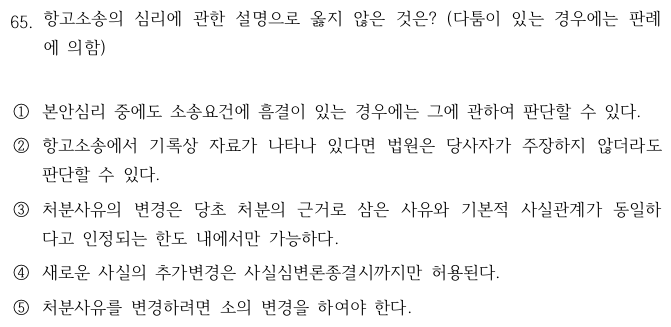 65. 항고소송의 심리에 관한 설명으로 옳지 않은 것은? (다툼이 있는 경우에는 판례
에 의함)
① 본안심리 중에도 소송요건에 흠결이 있는 경우에는 그에 관하여 판단할 수 있다.
② 항고소송에서 기록상 자료가 나타나 있다면 법원은 당사자가 주장하지 않더라도
판단할 수 있다.
③ 처분사유의 변경은 당초 처분의 근거로 삼은 사유와 기본적 사실관계가 동일하
다고 인정되는 한도 내에서만 가능하다.
④ 새로운 사실의 추가변경은 사실심변론종결시까지만 허용된다.
⑤ 처분사유를 변경하려면 소의 변경을 하여야 한다.